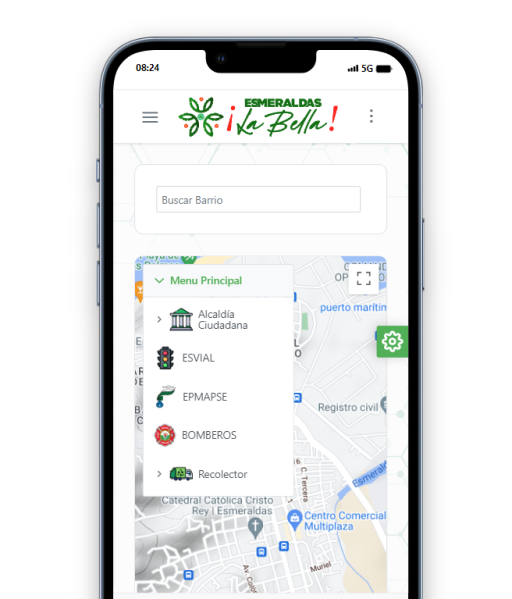 08:24
5G
ESMERALDAS
¡La Bella!
Buscar Barrio
Menu Principal
puerto marítim
Alcaldía
Ciudadana
ESVIAL
EPMAPSE
Registro civil
BOMBEROS
Recolector
C. Tercera
Esmeral
Catedral Católica Cristo
Rey | Esmeraldas
Centro Comercial
Multiplaza
Muriel